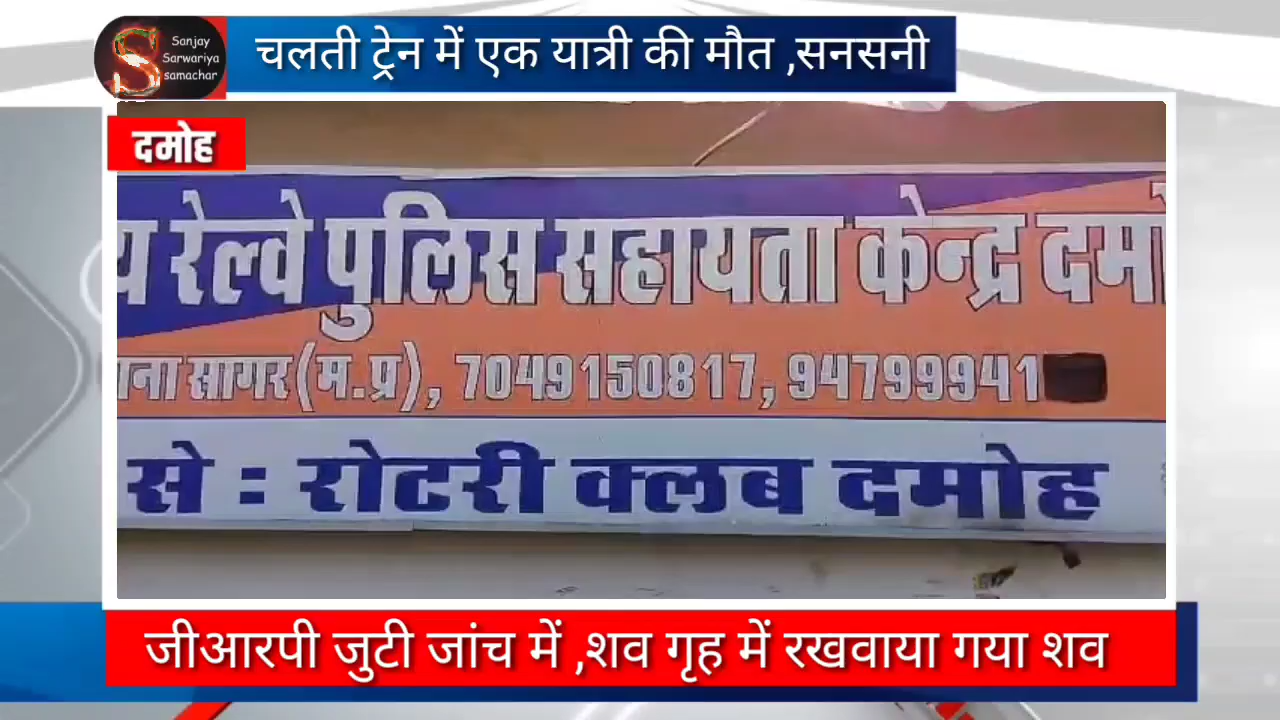 Sanjay
Sarwariya
samachar
चलती ट्रेन में एक यात्री की मौत ,सनसनी
दमोह
य रेल्वे पुलिस सहायता केन्द्र दमो
ाना सागर(म.प्र), 7049150817, 94799941
से : रोटरी क्लब दमोह
जीआरपी जुटी जांच में ,शव गृह में रखवाया गया शव